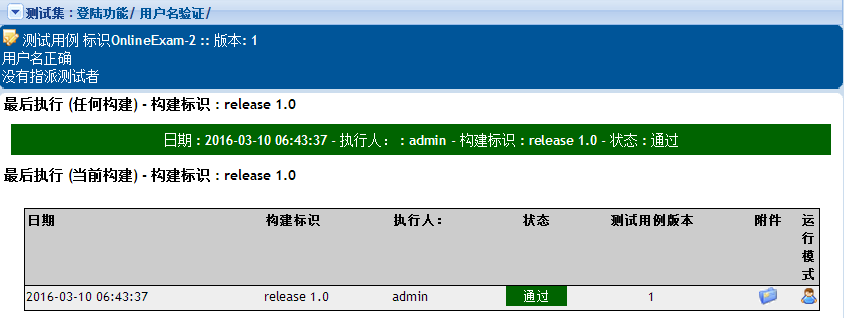 测试集 : 登陆功能/ 用户名验证/
测试用例 标识OnlineExam-2 :: 版本: 1
用户名正确
没有指派测试者
最后执行 (任何构建) - 构建标识 : release 1.0
日期 : 2016-03-10 06:43:37 - 执行人： : admin - 构建标识 : release 1.0 - 状态 : 通过
最后执行 (当前构建) - 构建标识 : release 1.0
日期 构建标识 执行人： 状态 测试用例版本 附件 运行模式
2016-03-10 06:43:37 release 1.0 admin 通过 1